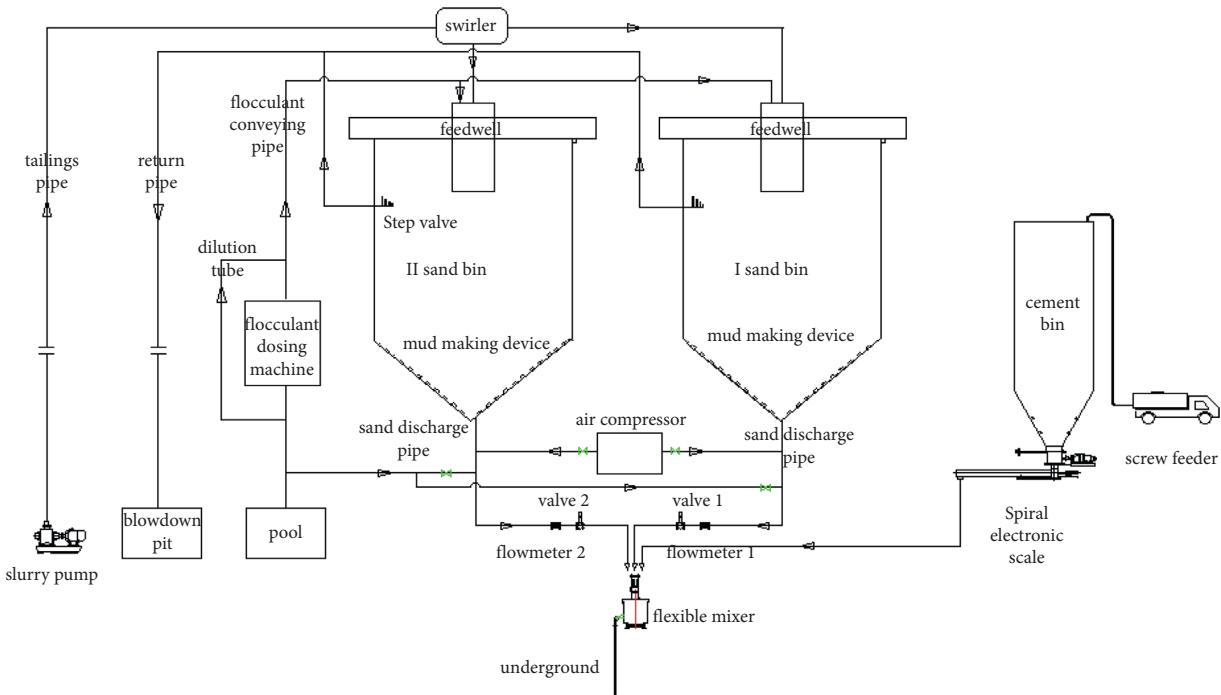 swirler
flocculant
conveying
pipe
feedwell
feedwell
tailings
pipe
return
pipe
Step valve
dilution
tube
II sand bin
I sand bin
cement
bin
flocculant
dosing
machine
mud making device
mud making device
sand discharge
pipe
air compressor
sand discharge
pipe
screw feeder
valve 2
valve 1
blowdown
pit
pool
flowmeter 2
flowmeter 1
Spiral
electronic
scale
slurry pump
flexible mixer
underground